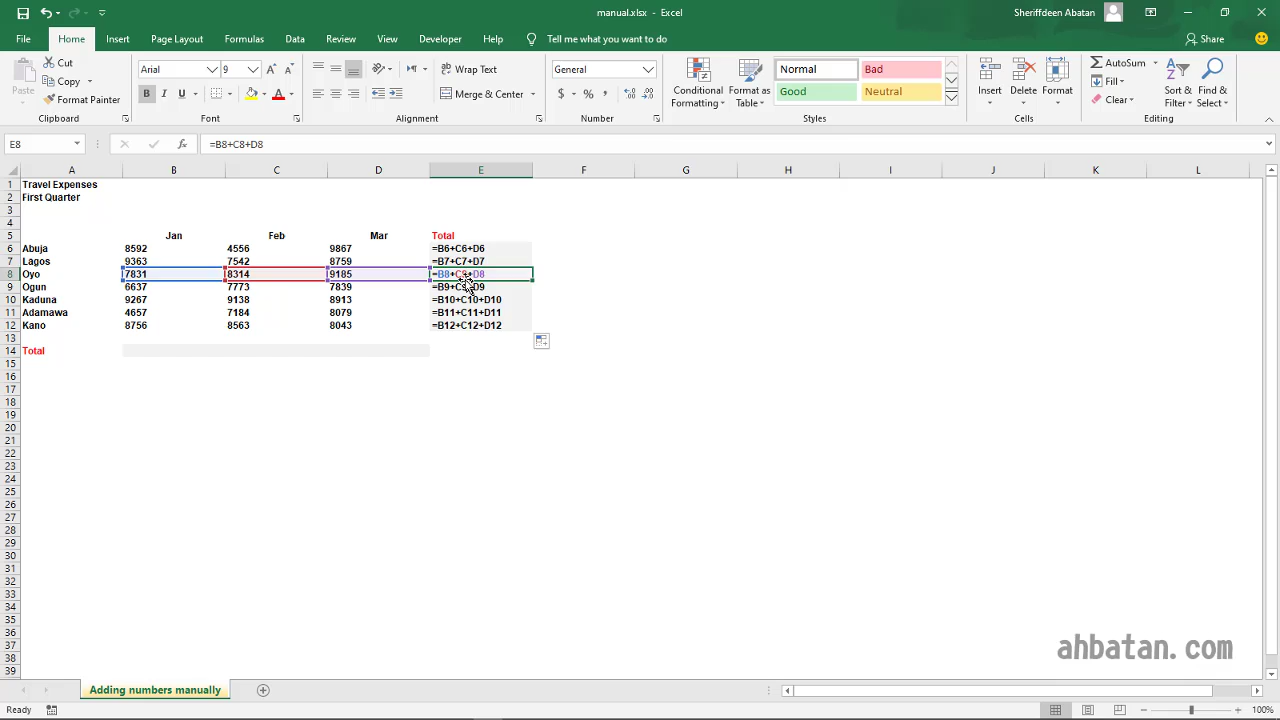 manual.xlsx - Excel
Sheriffdeen Abatan
File Home Insert Page Layout Formulas Data Review View Developer Help Tell me what you want to do Share
Paste Cut Copy Format Painter Clipboard
Arial 9 B I U A A A Font
Wrap Text Merge & Center Alignment
General $ % , Number
Conditional Formatting Format as Table Normal Bad Good Neutral Styles
Insert Delete Format Cells
AutoSum Fill Clear Sort & Filter Find & Select Editing
E8 fx =B8+C8+D8
A B C D E F G H I J K L
1 Travel Expenses
2 First Quarter
3
4
5 Jan Feb Mar Total
6 Abuja 8592 4556 9867 =B6+C6+D6
7 Lagos 9363 7542 8759 =B7+C7+D7
8 Oyo 7831 8314 9185 =B8+C8+D8
9 Ogun 6637 7773 7839 =B9+C9+D9
10 Kaduna 9267 9138 8913 =B10+C10+D10
11 Adamawa 4657 7184 8079 =B11+C11+D11
12 Kano 8756 8563 8043 =B12+C12+D12
13
14 Total
15
16
17
18
19
20
21
22
23
24
25
26
27
28
29
30
31
32
33
34
35
36
37
38
39
ahbatan.com
Adding numbers manually
Ready 100%